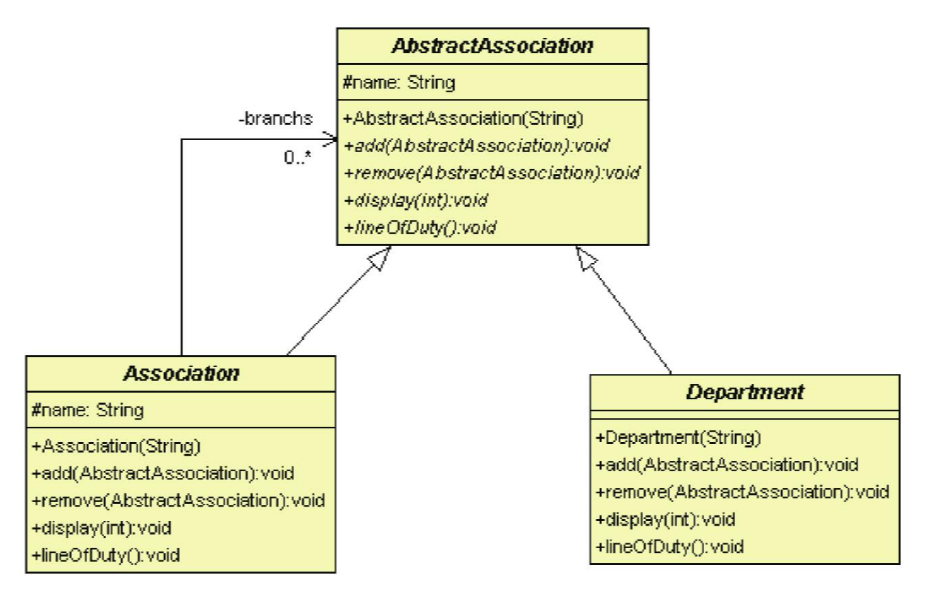 AbstractAssociation
#name: String
+AbstractAssociation(String)
+add(AbstractAssociation):void
+remove(AbstractAssociation):void
+display(int):void
+lineOfDuty():void
-branchs
0..*
Association
#name: String
+Association(String)
+add(AbstractAssociation):void
+remove(AbstractAssociation):void
+display(int):void
+lineOfDuty():void
Department
+Department(String)
+add(AbstractAssociation):void
+remove(AbstractAssociation):void
+display(int):void
+lineOfDuty():void